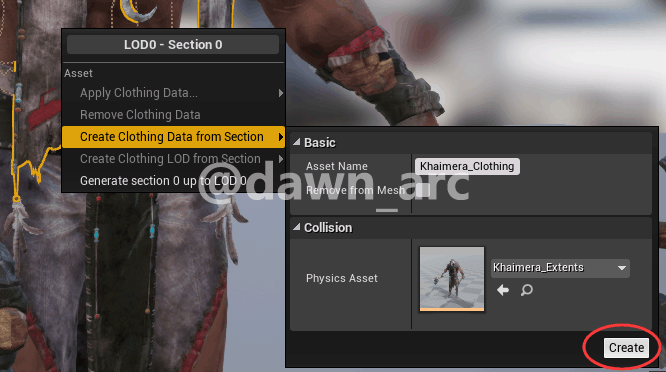 LOD0 - Section 0
Asset
Apply Clothing Data...
Remove Clothing Data
Create Clothing Data from Section
Create Clothing LOD from Section
Generate section 0 up to LOD 0
Basic
Asset Name
Khaimera_Clothing
Remove from Mesh
@dawn_arc
Collision
Physics Asset
Khaimera_Extents
Create